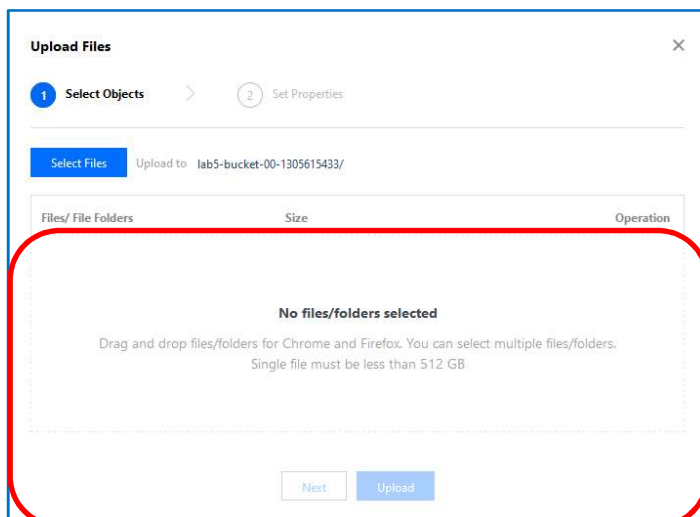 Upload Files
1 Select Objects 2 Set Properties
Select Files Upload to lab5-bucket-00-1305615433/
Files/ File Folders Size Operation
No files/folders selected
Drag and drop files/folders for Chrome and Firefox. You can select multiple files/folders.
Single file must be less than 512 GB
Next Upload